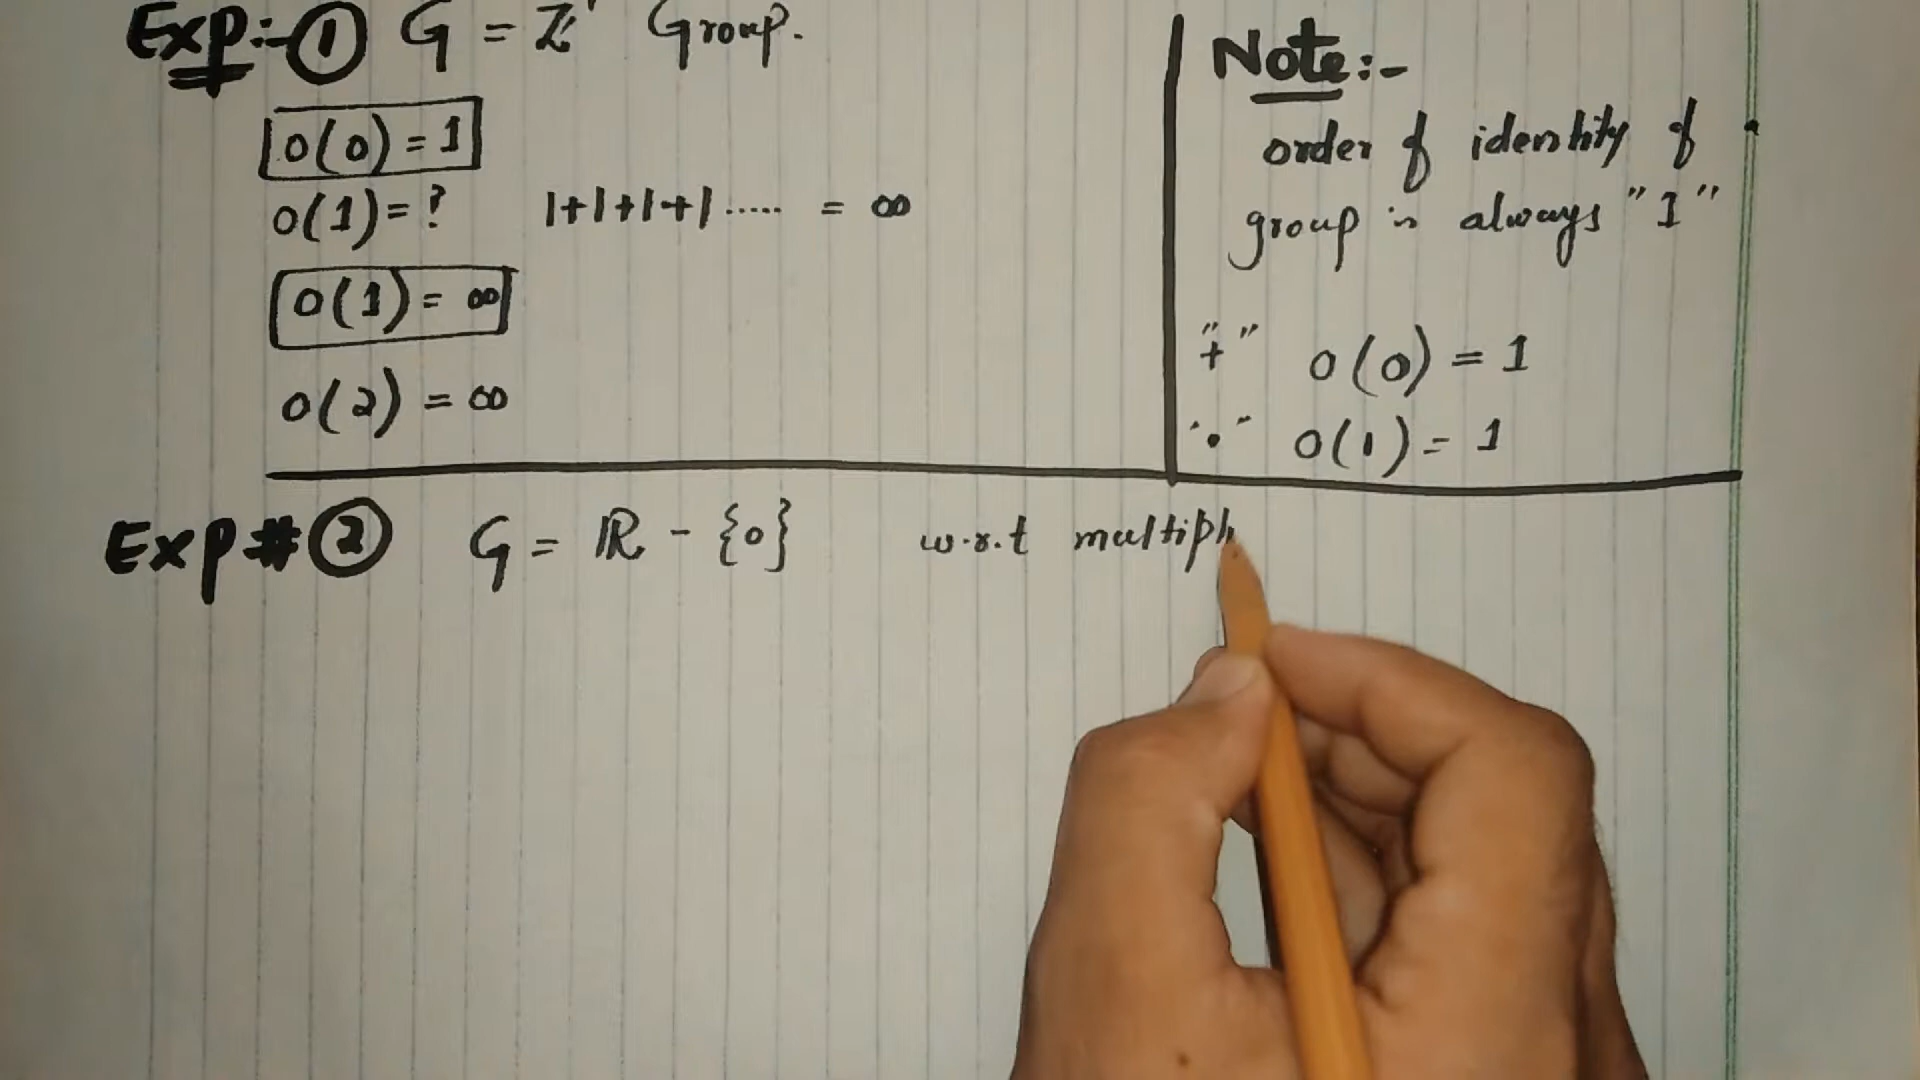 Exp:-① G = Z' Group.
o(0) = 1
o(1) = ? 1+1+1+1..... = ∞
o(1) = ∞
o(2) = ∞
Note:-
order of identity of
group is always "1"
"+" o(0) = 1
"•" o(1) = 1
Exp#② G = ℝ - {0} w.r.t multipl